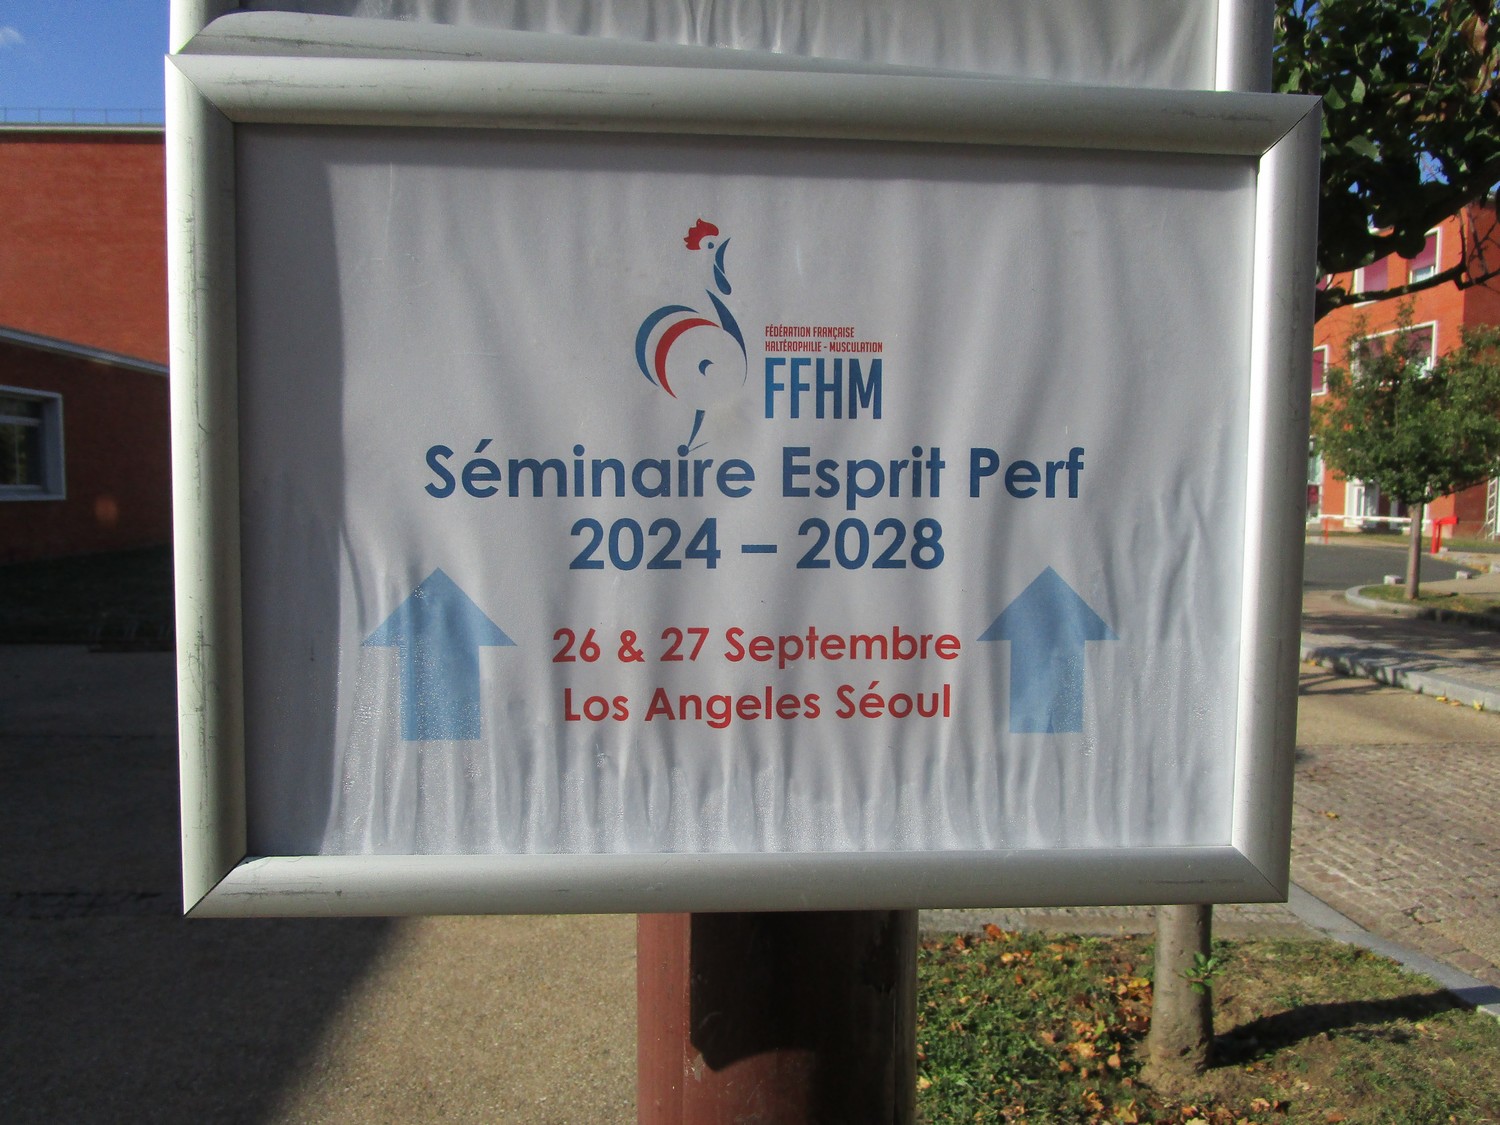 FÉDÉRATION FRANÇAISE
HALTÉROPHILIE - MUSCULATION
FFHM
Séminaire Esprit Perf
2024 – 2028
26 & 27 Septembre
Los Angeles Séoul